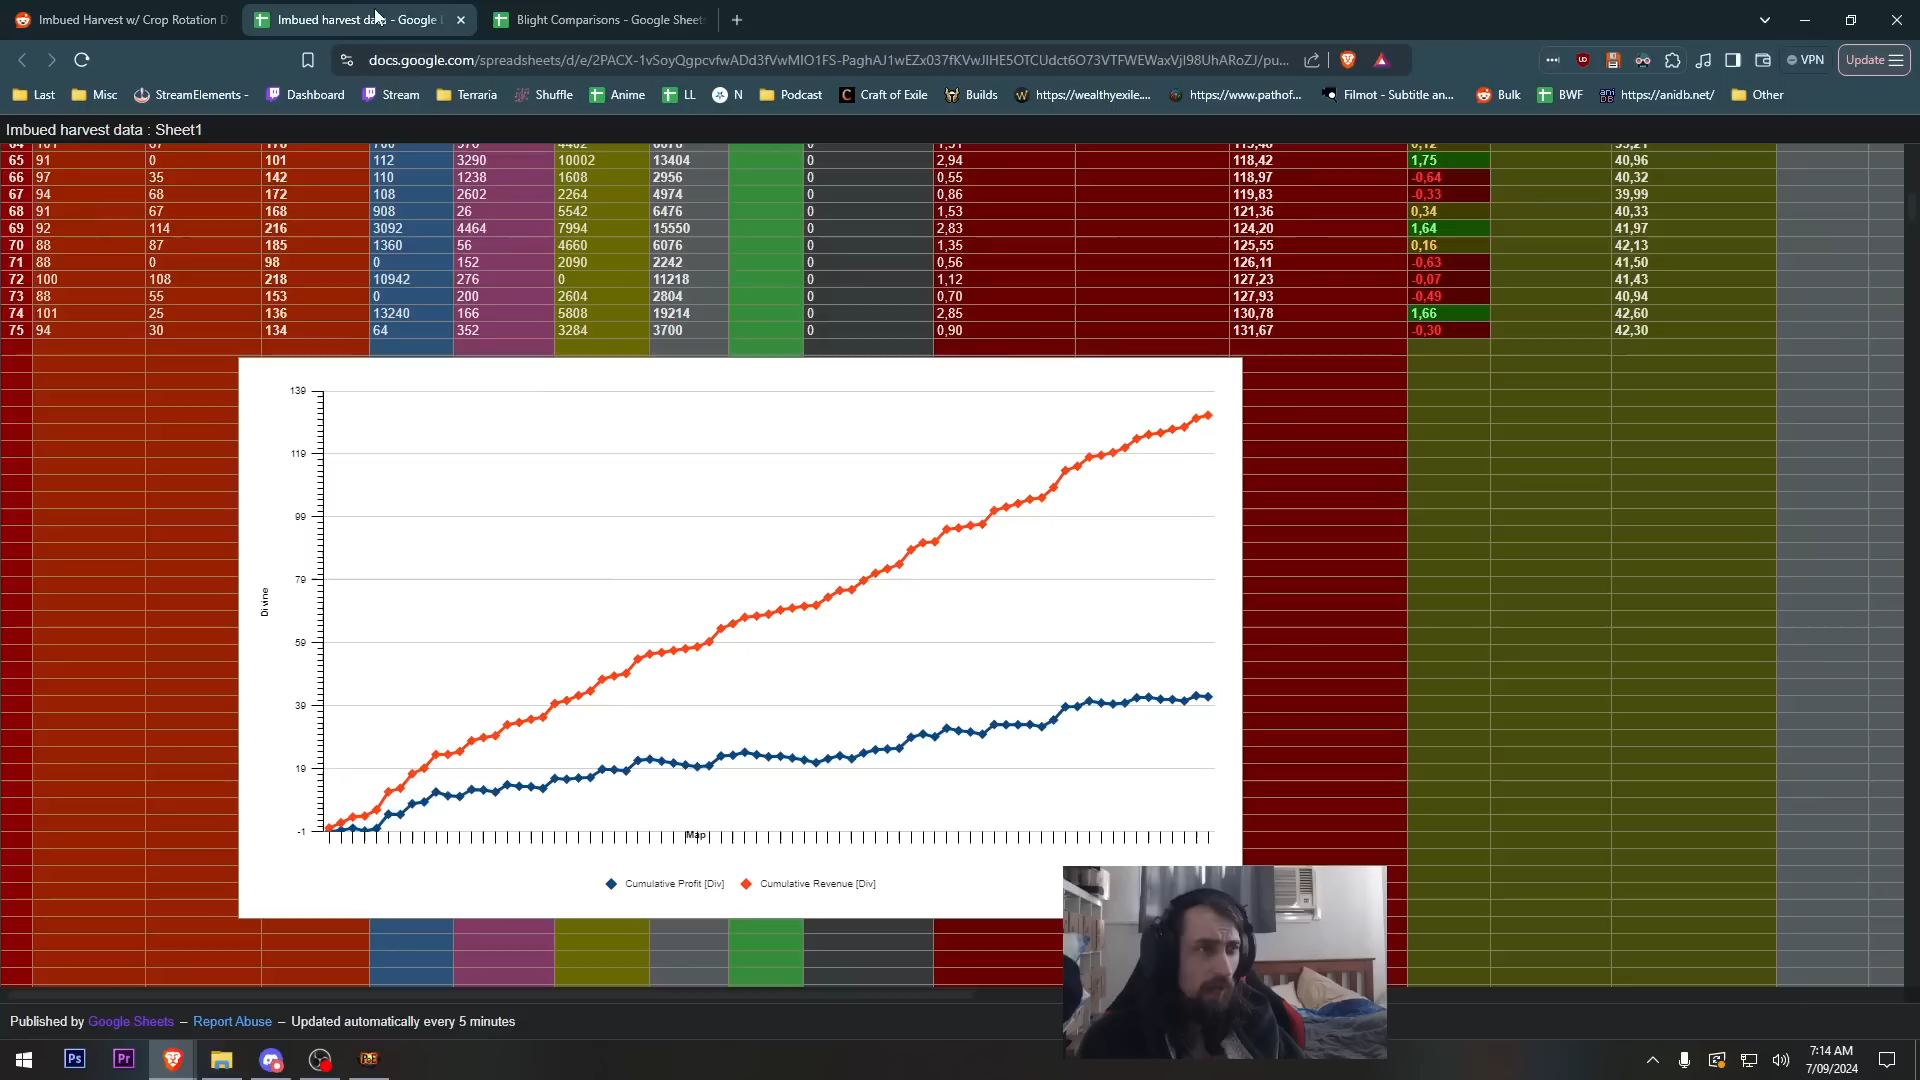 Imbued Harvest w/ Crop Rotation D
Imbued harvest data - Google
Blight Comparisons - Google Sheets
docs.google.com/spreadsheets/d/e/2PACX-1vSoyQgpcvfwADd3fVwMIO1FS-PaghAJ1wEZx037fKVwJIHE5OTCUdct6O73VTFWEWaxVjI98UhARoZJ/pu...
VPN
Update
Last
Misc
StreamElements -
Dashboard
Stream
Terraria
Shuffle
Anime
LL
N
Podcast
Craft of Exile
Builds
https://wealthyexile....
https://www.pathof...
Filmot - Subtitle an...
Bulk
BWF
https://anidb.net/
Other
Imbued harvest data : Sheet1
65 91 0 101 112 3290 10002 13404 0 2,94 118,42 1,75 40,96
66 97 35 142 110 1238 1608 2956 0 0,55 118,97 -0,64 40,32
67 94 68 172 108 2602 2264 4974 0 0,86 119,83 -0,33 39,99
68 91 67 168 908 26 5542 6476 0 1,53 121,36 0,34 40,33
69 92 114 216 3092 4464 7994 15550 0 2,83 124,20 1,64 41,97
70 88 87 185 1360 56 4660 6076 0 1,35 125,55 0,16 42,13
71 88 0 98 0 152 2090 2242 0 0,56 126,11 -0,63 41,50
72 100 108 218 10942 276 0 11218 0 1,12 127,23 -0,07 41,43
73 88 55 153 0 200 2604 2804 0 0,70 127,93 -0,49 40,94
74 101 25 136 13240 166 5808 19214 0 2,85 130,78 1,66 42,60
75 94 30 134 64 352 3284 3700 0 0,90 131,67 -0,30 42,30
139
119
99
79
59
39
19
-1
Divine
Map
Cumulative Profit [Div]
Cumulative Revenue [Div]
Published by Google Sheets – Report Abuse – Updated automatically every 5 minutes
Ps
Pr
PoE
7:14 AM
7/09/2024